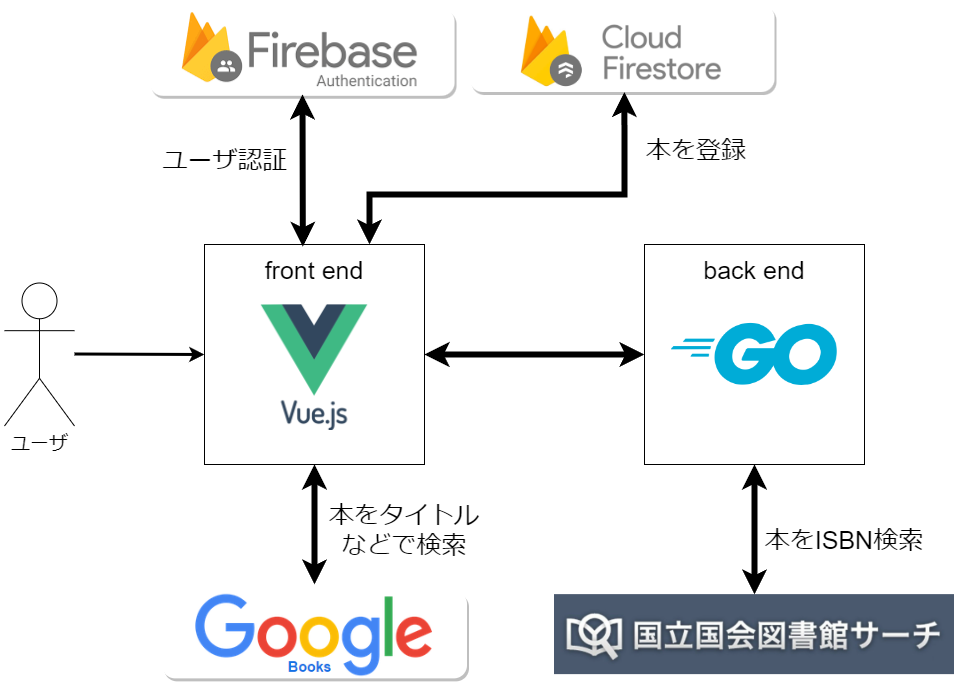 Firebase
Authentication
Cloud
Firestore
ユーザ認証
本を登録
front end
back end
Vue.js
GO
ユーザ
本をタイトル
などで検索
本をISBN検索
Google
Books
国立国会図書館サーチ